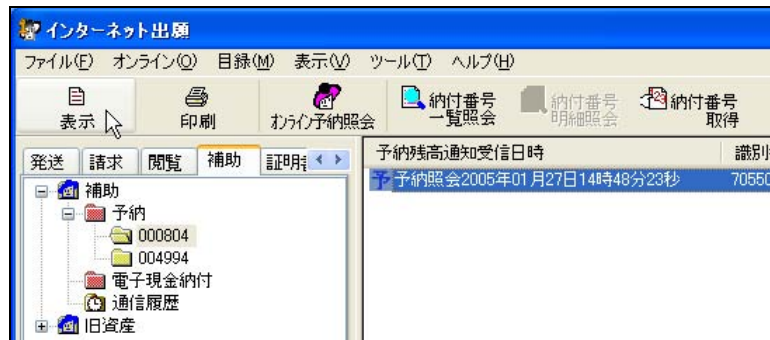 インターネット出願
ファイル(F) オンライン(O) 目録(M) 表示(V) ツール(T) ヘルプ(H)
表示
印刷
オンライン予納照会
納付番号
一覧照会
納付番号
明細照会
納付番号
取得
発送 請求 閲覧 補助
予納残高通知受信日時
補助
予納
000804
004994
電子現金納付
通信履歴
旧資産
予 予納照会2005年01月27日14時48分23秒 70550